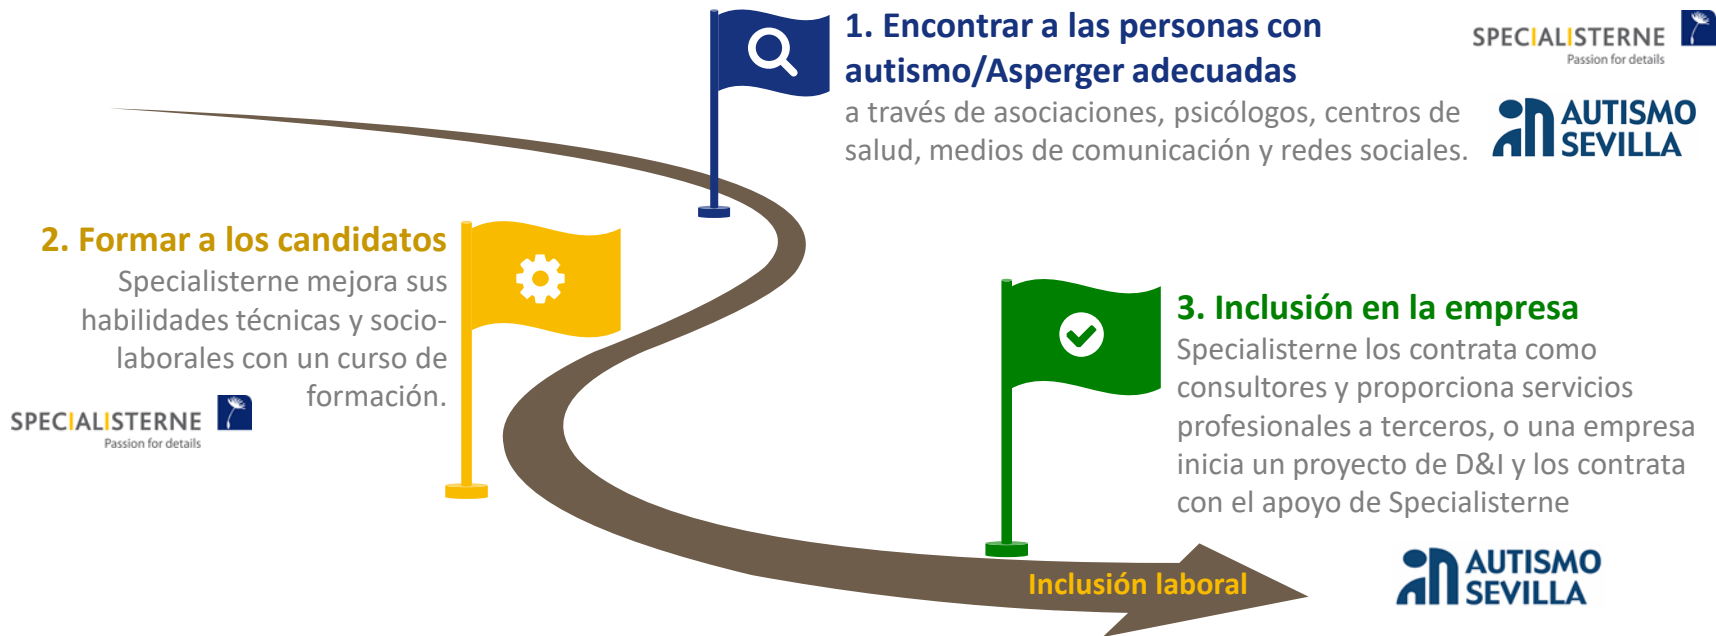 1. Encontrar a las personas con
autismo/Asperger adecuadas
a través de asociaciones, psicólogos, centros de
salud, medios de comunicación y redes sociales.
SPECIALISTERNE
Passion for details
AUTISMO
SEVILLA
2. Formar a los candidatos
Specialisterne mejora sus
habilidades técnicas y socio-
laborales con un curso de
formación.
SPECIALISTERNE
Passion for details
3. Inclusión en la empresa
Specialisterne los contrata como
consultores y proporciona servicios
profesionales a terceros, o una empresa
inicia un proyecto de D&I y los contrata
con el apoyo de Specialisterne
Inclusión laboral
AUTISMO
SEVILLA